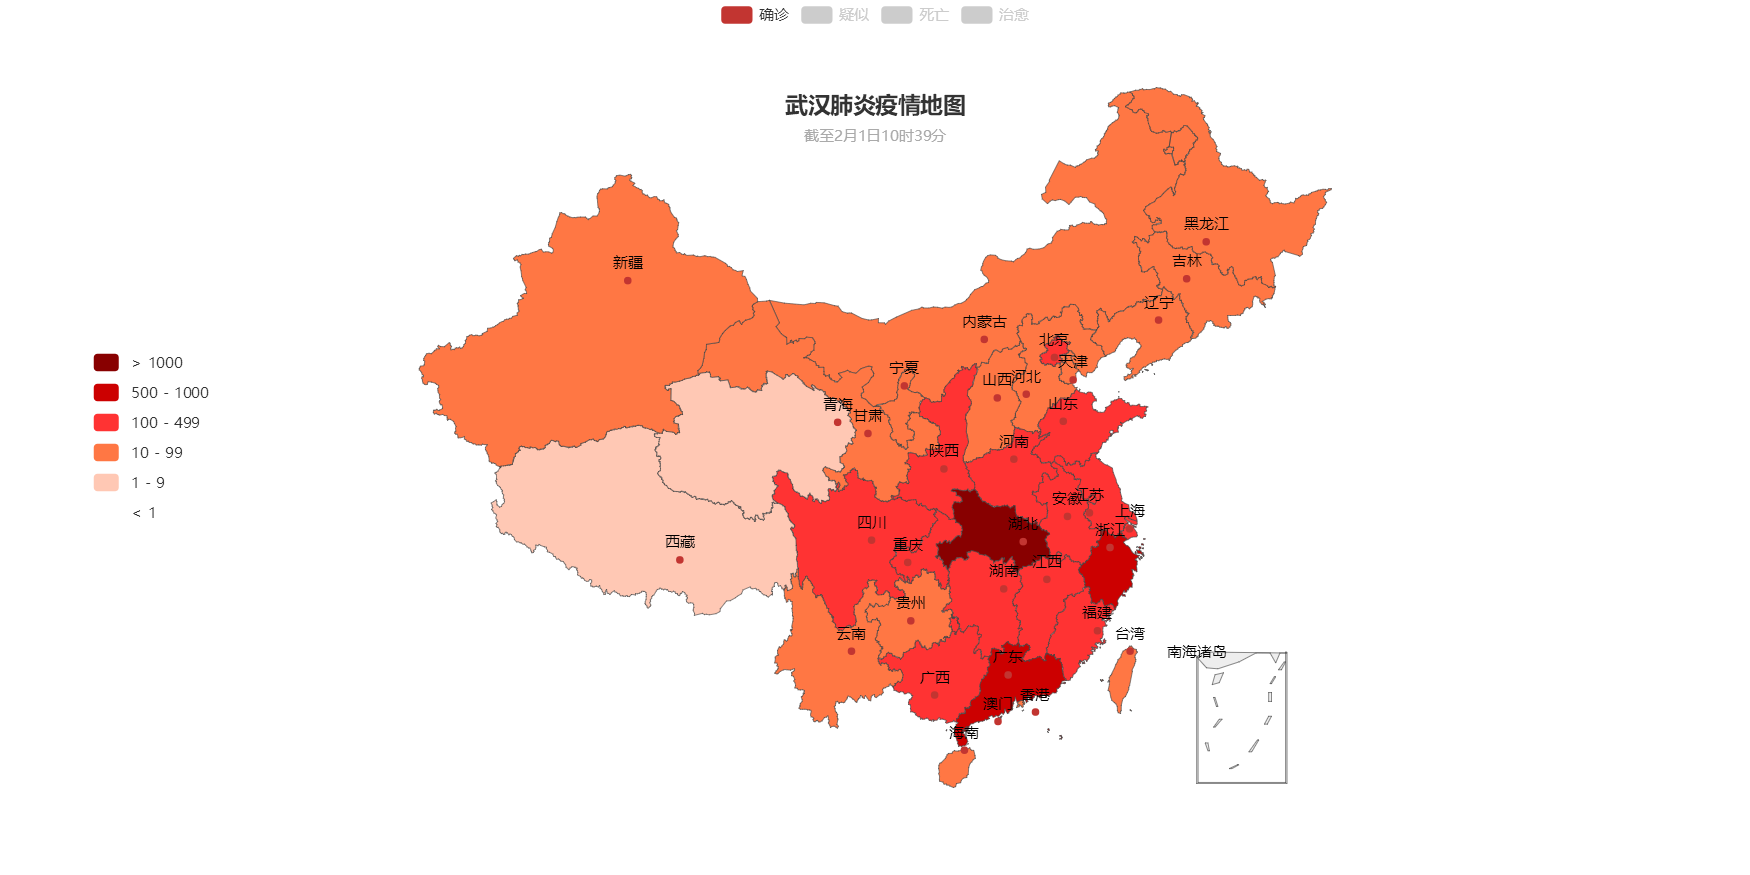 确诊 疑似 死亡 治愈
武汉肺炎疫情地图
截至2月1日10时39分
黑龙江
吉林
新疆
辽宁
内蒙古
北京
天津
宁夏
山西
河北
青海
甘肃
山东
河南
陕西
安徽
江苏
上海
四川
湖北
浙江
重庆
西藏
湖南
江西
贵州
福建
云南
台湾
南海诸岛
广东
广西
香港
澳门
海南
> 1000
500 - 1000
100 - 499
10 - 99
1 - 9
< 1